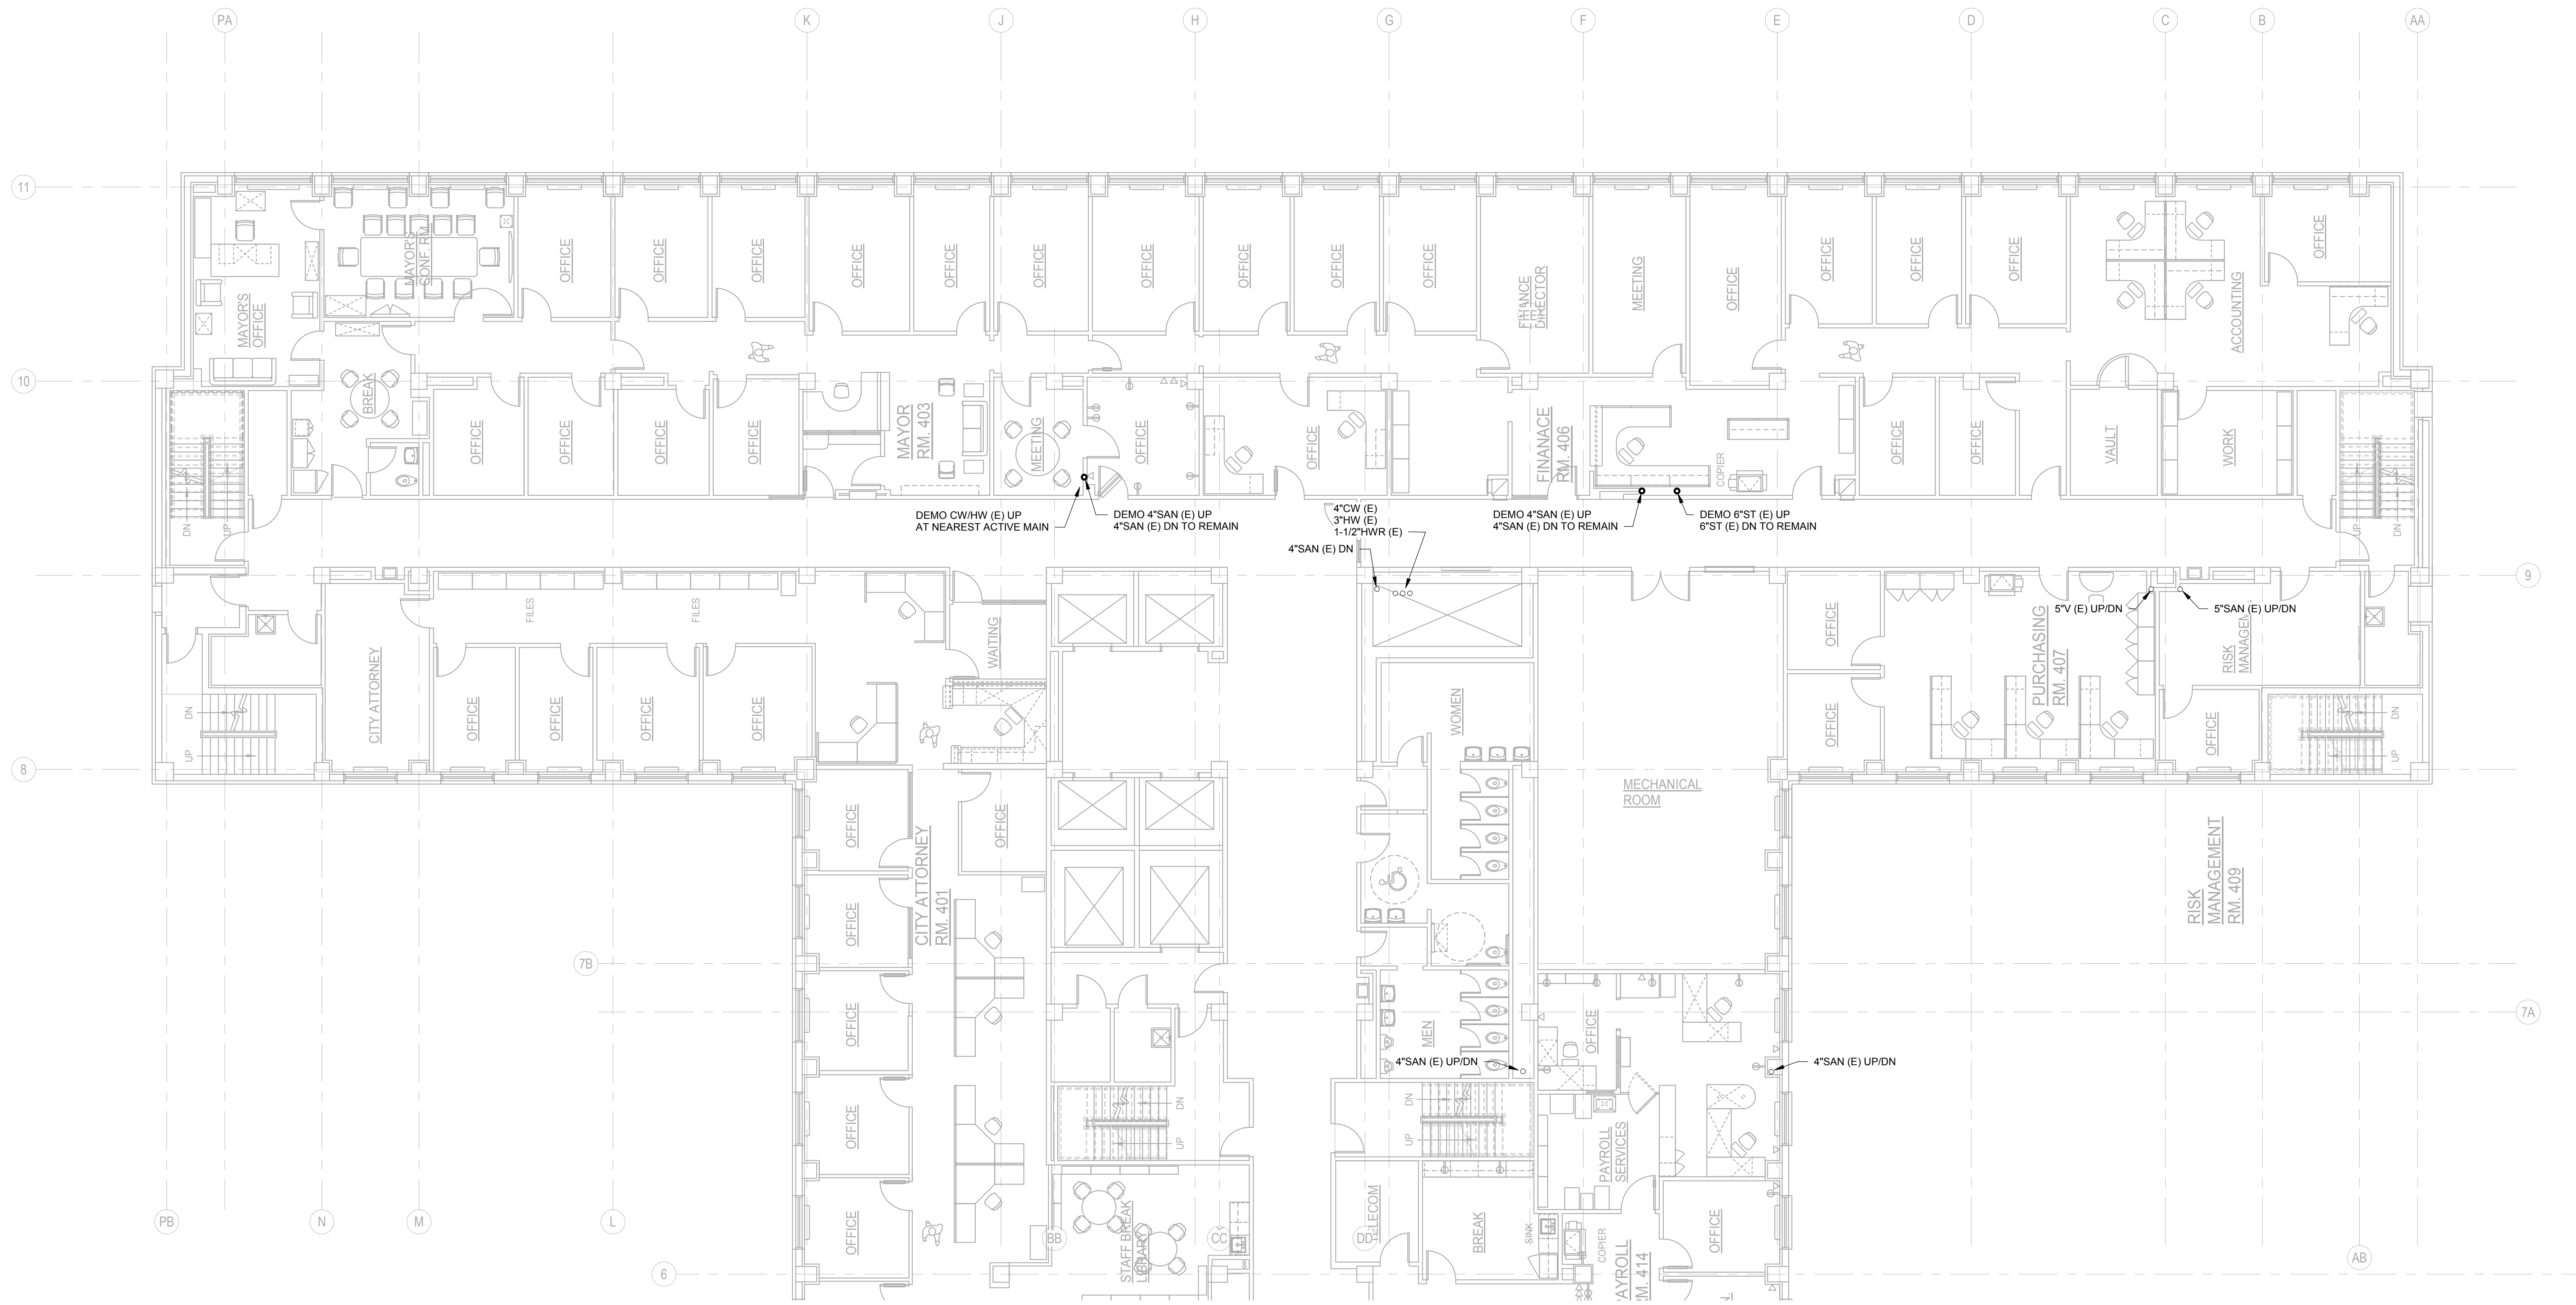 PA
K
J
H
G
F
E
D
C
B
AA
11
MAYOR'S
OFFICE
MAYOR'S
CONF. RM.
OFFICE
OFFICE
OFFICE
OFFICE
OFFICE
OFFICE
OFFICE
OFFICE
OFFICE
OFFICE
FINANCE
DIRECTOR
MEETING
OFFICE
OFFICE
OFFICE
OFFICE
ACCOUNTING
OFFICE
10
BREAK
OFFICE
OFFICE
OFFICE
OFFICE
MAYOR
RM. 403
MEETING
OFFICE
OFFICE
FINANACE
RM. 406
COPIER
OFFICE
OFFICE
VAULT
WORK
DN
UP
UP
DN
DEMO CW/HW (E) UP
AT NEAREST ACTIVE MAIN
DEMO 4"SAN (E) UP
4"SAN (E) DN TO REMAIN
4"CW (E)
3"HW (E)
1-1/2"HWR (E)
4"SAN (E) DN
DEMO 4"SAN (E) UP
4"SAN (E) DN TO REMAIN
DEMO 6"ST (E) UP
6"ST (E) DN TO REMAIN
9
FILES
FILES
5"V (E) UP/DN
5"SAN (E) UP/DN
CITY ATTORNEY
OFFICE
OFFICE
OFFICE
OFFICE
WAITING
WOMEN
OFFICE
OFFICE
PURCHASING
RM. 407
RISK
OFFICE
DN
UP
DN
UP
8
MECHANICAL
ROOM
OFFICE
OFFICE
CITY ATTORNEY
RM. 401
OFFICE
RISK
MANAGEMENT
RM. 409
7B
OFFICE
MEN
OFFICE
7A
4"SAN (E) UP/DN
4"SAN (E) UP/DN
OFFICE
DN
UP
DN
UP
PAYROLL
SERVICES
PB
N
M
L
OFFICE
BB
STAFF BREAK
LIBRARY
CC
DD
TELECOM
BREAK
SINK
COPIER
OFFICE
AB
6
PAYROLL
RM. 414